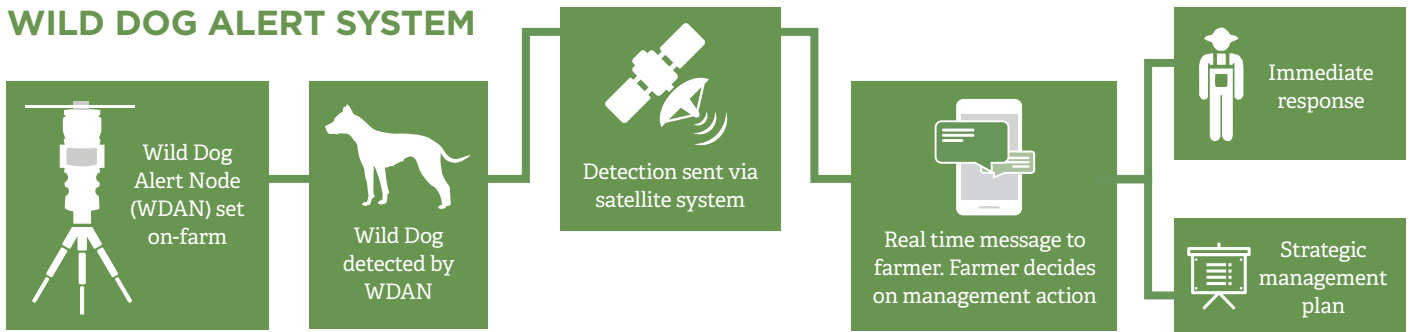 WILD DOG ALERT SYSTEM
Wild Dog
Alert Node
(WDAN) set
on-farm
Wild Dog
detected by
WDAN
Detection sent via
satellite system
Real time message to
farmer. Farmer decides
on management action
Immediate
response
Strategic
management
plan